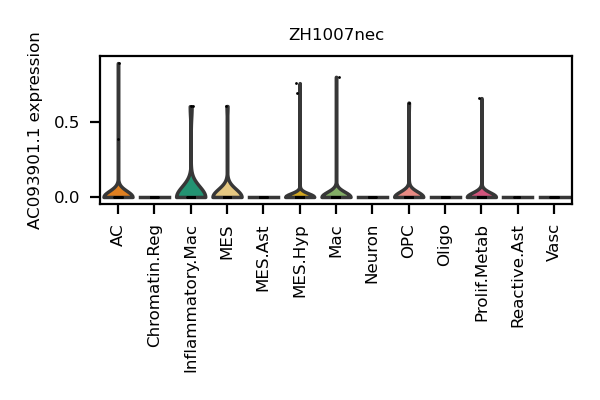 ZH1007nec
AC093901.1 expression
0.5
0.0
AC
Chromatin.Reg
Inflammatory.Mac
MES
MES.Ast
MES.Hyp
Mac
Neuron
OPC
Oligo
Prolif.Metab
Reactive.Ast
Vasc